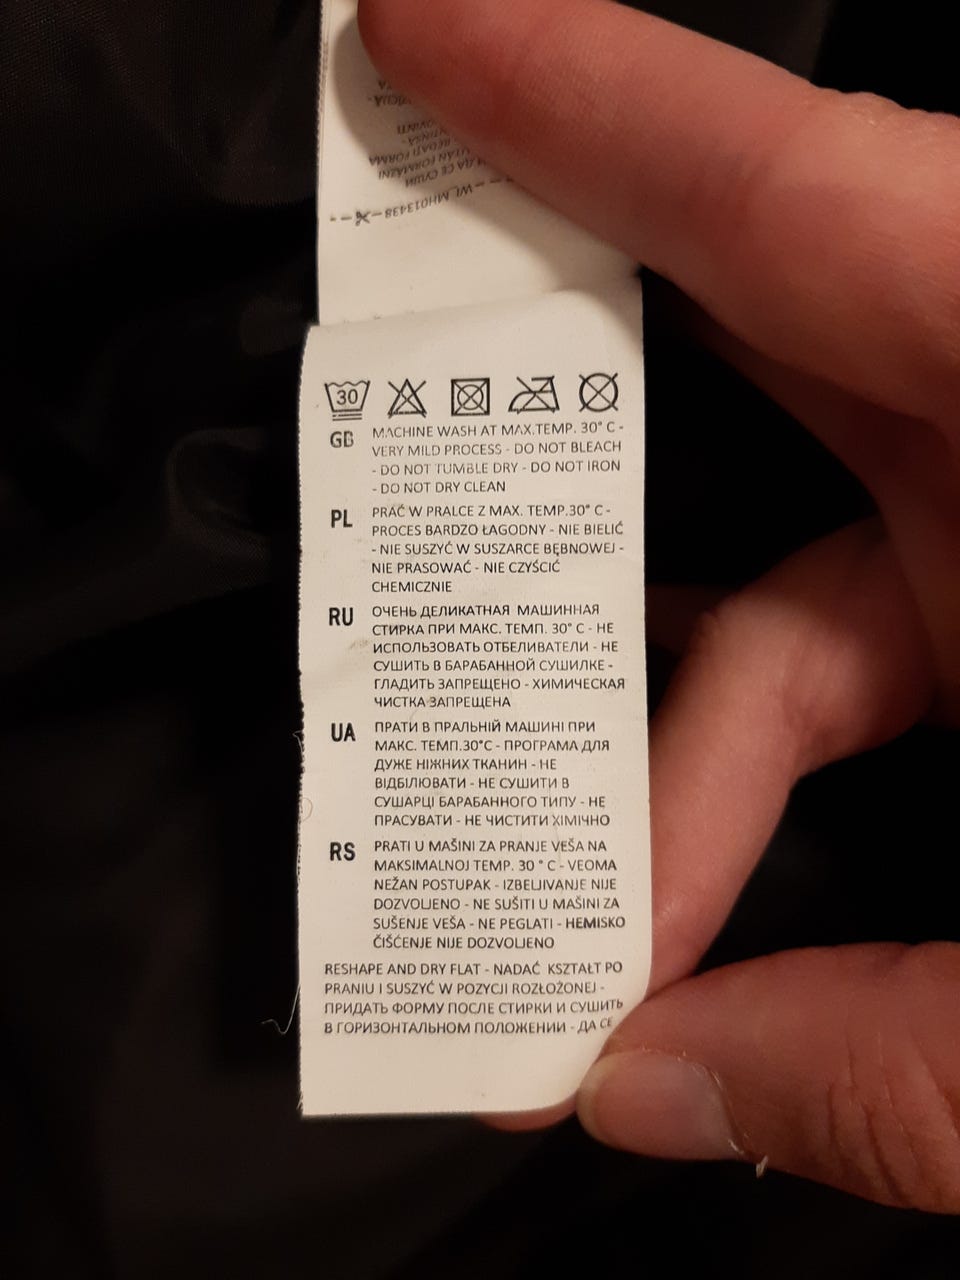 WI_MH013438
30
GB MACHINE WASH AT MAX.TEMP. 30° C -
VERY MILD PROCESS - DO NOT BLEACH
- DO NOT TUMBLE DRY - DO NOT IRON
- DO NOT DRY CLEAN
PL PRAĆ W PRALCE Z MAX. TEMP.30° C -
PROCES BARDZO ŁAGODNY - NIE BIELIĆ
- NIE SUSZYĆ W SUSZARCE BĘBNOWEJ -
NIE PRASOWAĆ - NIE CZYŚCIĆ
CHEMICZNIE
RU ОЧЕНЬ ДЕЛИКАТНАЯ МАШИННАЯ
СТИРКА ПРИ МАКС. ТЕМП. 30° C - НЕ
ИСПОЛЬЗОВАТЬ ОТБЕЛИВАТЕЛИ - НЕ
СУШИТЬ В БАРАБАННОЙ СУШИЛКЕ -
ГЛАДИТЬ ЗАПРЕЩЕНО - ХИМИЧЕСКАЯ
ЧИСТКА ЗАПРЕЩЕНА
UA ПРАТИ В ПРАЛЬНІЙ МАШИНІ ПРИ
МАКС. ТЕМП.30°C - ПРОГРАМА ДЛЯ
ДУЖЕ НІЖНИХ ТКАНИН - НЕ
ВІДБІЛЮВАТИ - НЕ СУШИТИ В
СУШАРЦІ БАРАБАННОГО ТИПУ - НЕ
ПРАСУВАТИ - НЕ ЧИСТИТИ ХІМІЧНО
RS PRATI U MAŠINI ZA PRANJE VEŠA NA
MAKSIMALNOJ TEMP. 30 ° C - VEOMA
NEŽAN POSTUPAK - IZBELJIVANJE NIJE
DOZVOLJENO - NE SUŠITI U MAŠINI ZA
SUŠENJE VEŠA - NE PEGLATI - HEMISKO
ČIŠĆENJE NIJE DOZVOLJENO
RESHAPE AND DRY FLAT - NADAĆ KSZTAŁT PO
PRANIU I SUSZYĆ W POZYCJI ROZŁOŻONEJ -
ПРИДАТЬ ФОРМУ ПОСЛЕ СТИРКИ И СУШИТЬ
В ГОРИЗОНТАЛЬНОМ ПОЛОЖЕНИИ - ДА СЕ